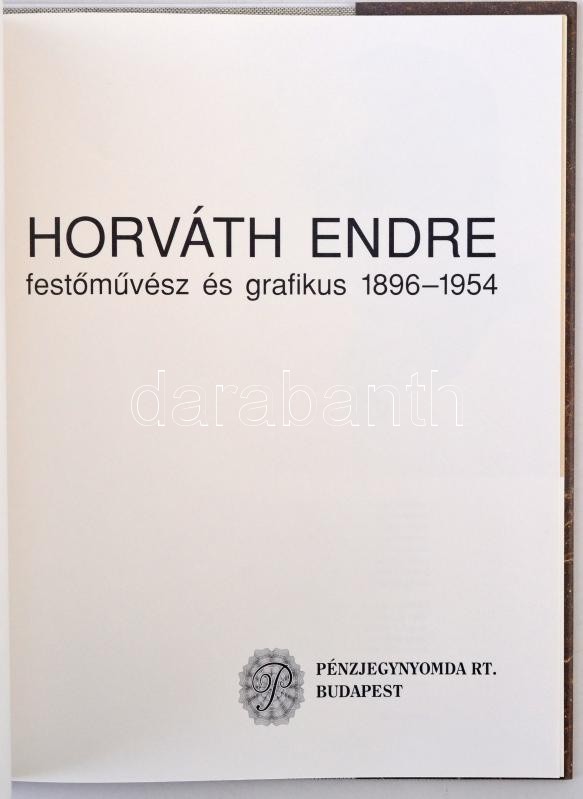 HORVÁTH ENDRE
festőművész és grafikus 1896–1954
darabanth
P
PÉNZJEGYNYOMDA RT.
BUDAPEST